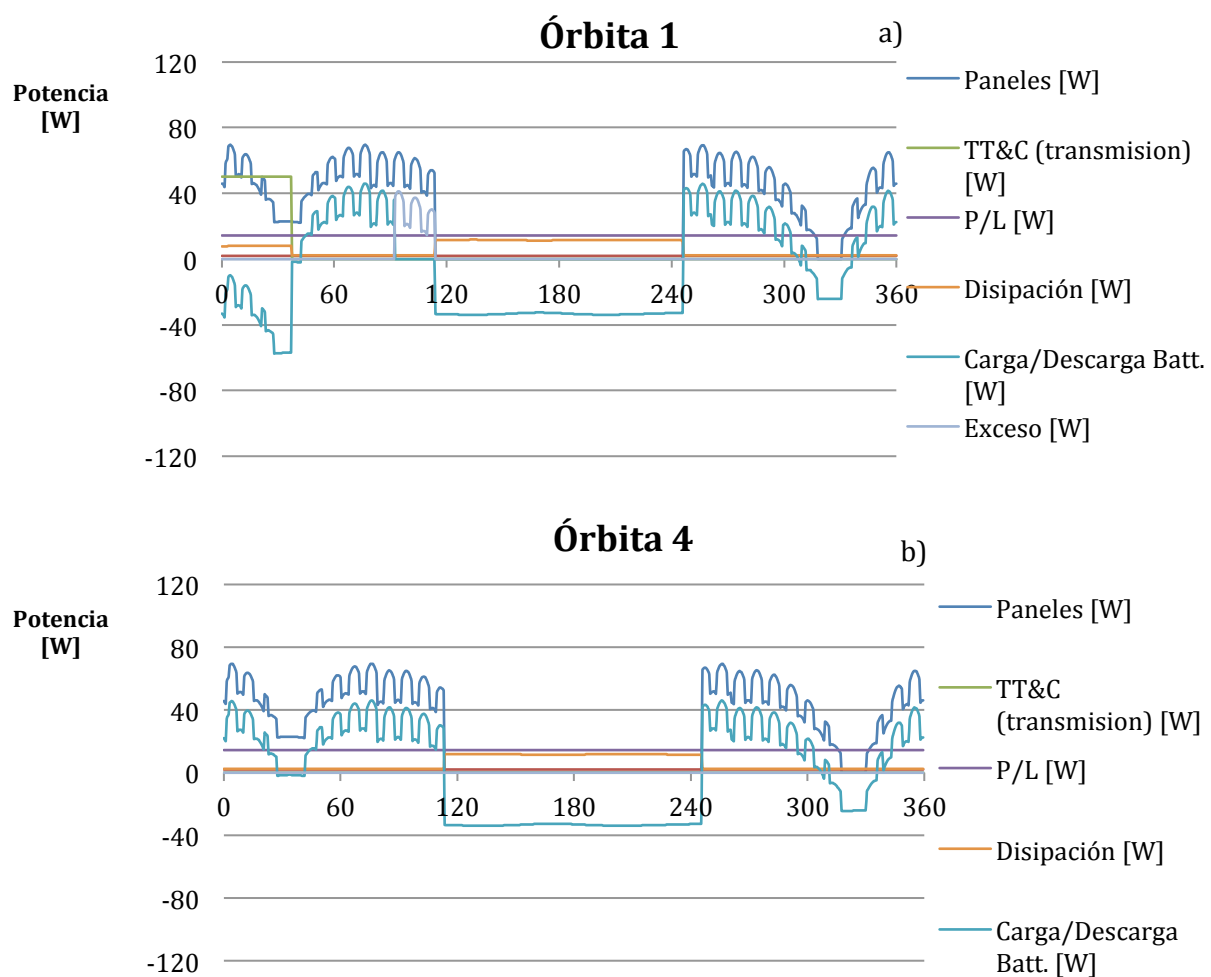 Órbita 1
a)
Potencia
[W]
120
80
40
0
-40
-80
-120
0 60 120 180 240 300 360
Paneles [W]
TT&C (transmision)
[W]
P/L [W]
Disipación [W]
Carga/Descarga Batt.
[W]
Exceso [W]
Órbita 4
b)
Potencia
[W]
120
80
40
0
-40
-80
-120
0 60 120 180 240 300 360
Paneles [W]
TT&C
(transmision) [W]
P/L [W]
Disipación [W]
Carga/Descarga
Batt. [W]